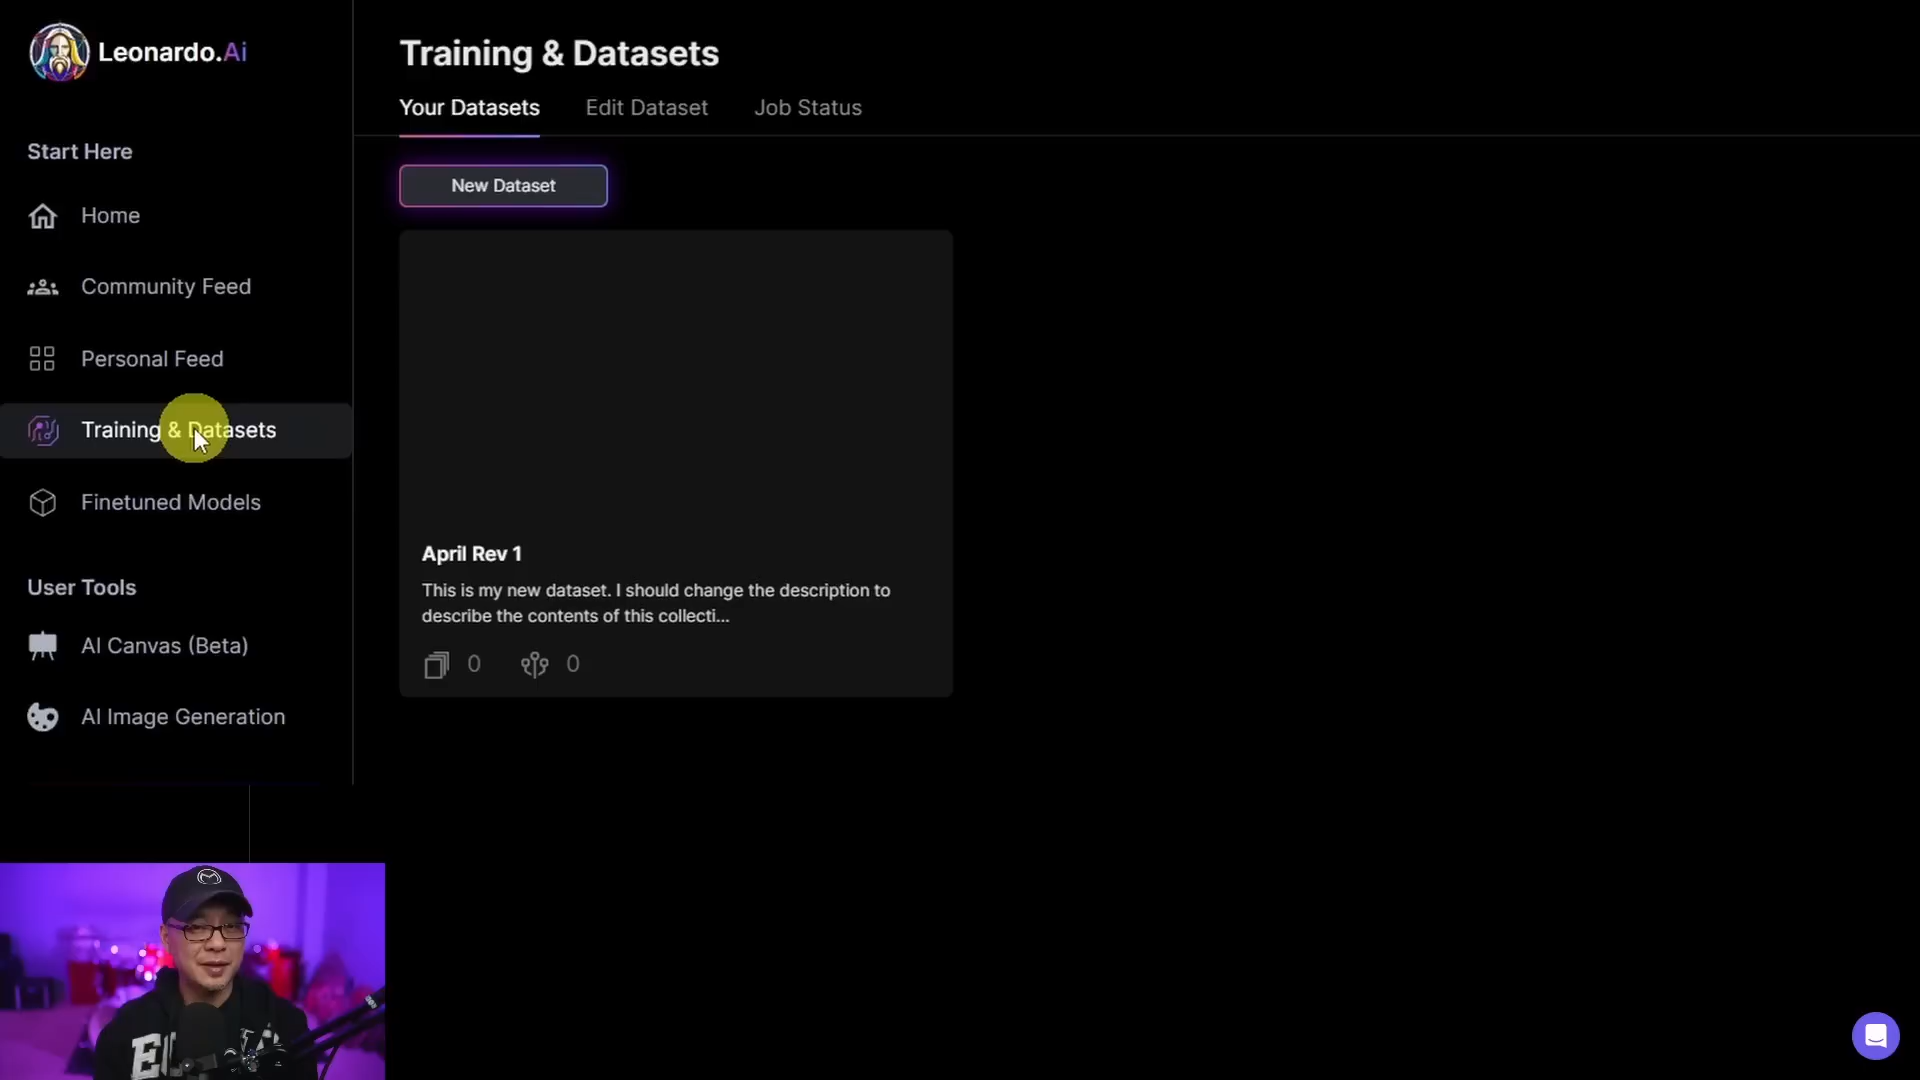 Leonardo.Ai
Start Here
Home
Community Feed
Personal Feed
Training & Datasets
Finetuned Models
User Tools
AI Canvas (Beta)
AI Image Generation
Training & Datasets
Your Datasets Edit Dataset Job Status
New Dataset
April Rev 1
This is my new dataset. I should change the description to
describe the contents of this collecti...
0 0